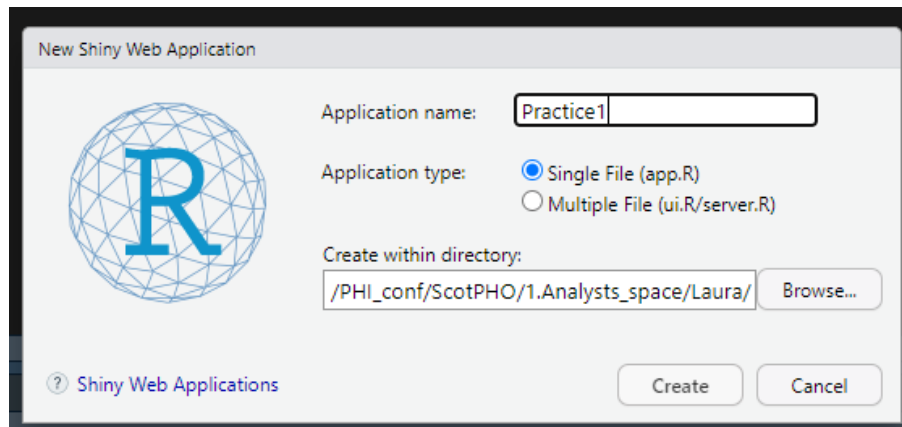 New Shiny Web Application
R
Application name: Practice1
Application type: Single File (app.R)
Multiple File (ui.R/server.R)
Create within directory:
/PHI_conf/ScotPHO/1.Analysts_space/Laura/ Browse...
? Shiny Web Applications Create Cancel